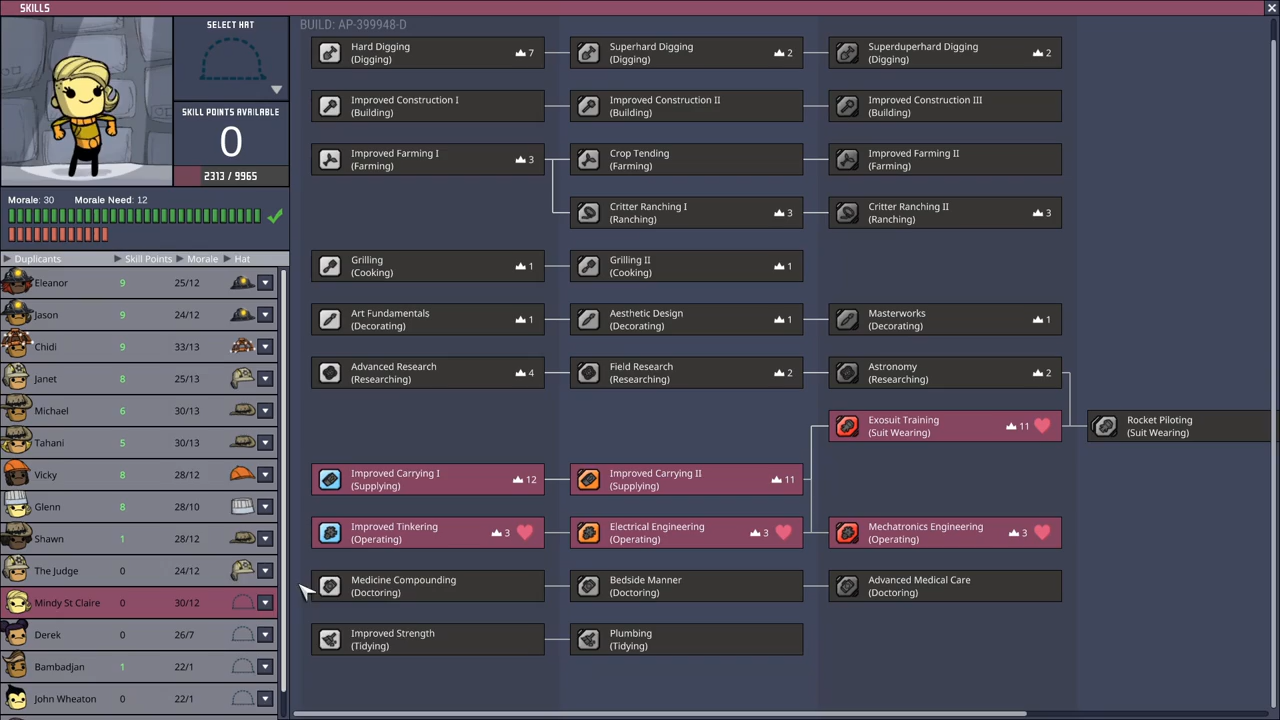 SKILLS
BUILD: AP-399948-D
SELECT HAT
SKILL POINTS AVAILABLE
0
2313 / 9965
Morale: 30 Morale Need: 12
Duplicants Skill Points Morale Hat
Eleanor 9 25/12
Jason 9 24/12
Chidi 9 33/13
Janet 8 25/13
Michael 6 30/13
Tahani 5 30/13
Vicky 8 28/12
Glenn 8 28/10
Shawn 1 28/12
The Judge 0 24/12
Mindy St Claire 0 30/12
Derek 0 26/7
Bambadjan 1 22/1
John Wheaton 0 22/1
Hard Digging
(Digging)
7
Superhard Digging
(Digging)
2
Superduperhard Digging
(Digging)
2
Improved Construction I
(Building)
Improved Construction II
(Building)
Improved Construction III
(Building)
Improved Farming I
(Farming)
3
Crop Tending
(Farming)
Improved Farming II
(Farming)
Critter Ranching I
(Ranching)
3
Critter Ranching II
(Ranching)
3
Grilling
(Cooking)
1
Grilling II
(Cooking)
1
Art Fundamentals
(Decorating)
1
Aesthetic Design
(Decorating)
1
Masterworks
(Decorating)
1
Advanced Research
(Researching)
4
Field Research
(Researching)
2
Astronomy
(Researching)
2
Exosuit Training
(Suit Wearing)
11
Rocket Piloting
(Suit Wearing)
Improved Carrying I
(Supplying)
12
Improved Carrying II
(Supplying)
11
Improved Tinkering
(Operating)
3
Electrical Engineering
(Operating)
3
Mechatronics Engineering
(Operating)
3
Medicine Compounding
(Doctoring)
Bedside Manner
(Doctoring)
Advanced Medical Care
(Doctoring)
Improved Strength
(Tidying)
Plumbing
(Tidying)